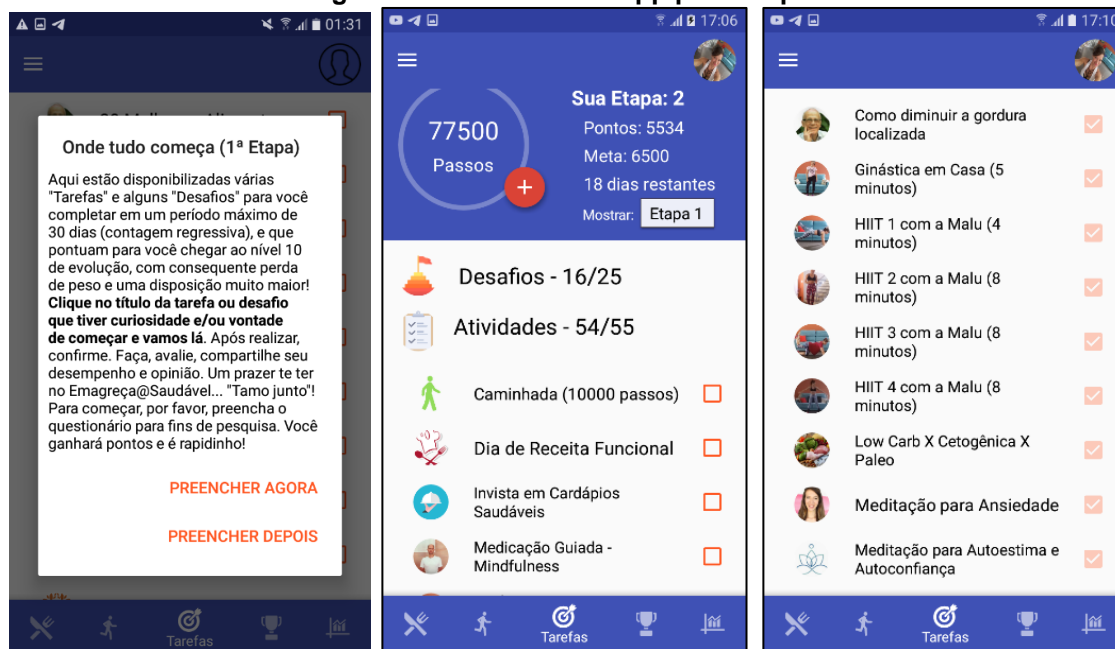 01:31
Onde tudo começa (1ª Etapa)
Aqui estão disponibilizadas várias
"Tarefas" e alguns "Desafios" para você
completar em um período máximo de
30 dias (contagem regressiva), e que
pontuam para você chegar ao nível 10
de evolução, com consequente perda
de peso e uma disposição muito maior!
Clique no título da tarefa ou desafio
que tiver curiosidade e/ou vontade
de começar e vamos lá. Após realizar,
confirme. Faça, avalie, compartilhe seu
desempenho e opinião. Um prazer te ter
no Emagreça@Saudável... "Tamo junto"!
Para começar, por favor, preencha o
questionário para fins de pesquisa. Você
ganhará pontos e é rapidinho!
PREENCHER AGORA
PREENCHER DEPOIS
Tarefas
17:06
77500
Passos
+
Sua Etapa: 2
Pontos: 5534
Meta: 6500
18 dias restantes
Mostrar: Etapa 1
Desafios - 16/25
Atividades - 54/55
Caminhada (10000 passos)
Dia de Receita Funcional
Invista em Cardápios
Saudáveis
Medicação Guiada -
Mindfulness
Tarefas
17:10
Como diminuir a gordura
localizada
Ginástica em Casa (5
minutos)
HIIT 1 com a Malu (4
minutos)
HIIT 2 com a Malu (8
minutos)
HIIT 3 com a Malu (8
minutos)
HIIT 4 com a Malu (8
minutos)
Low Carb X Cetogênica X
Paleo
Meditação para Ansiedade
Meditação para Autoestima e
Autoconfiança
Tarefas